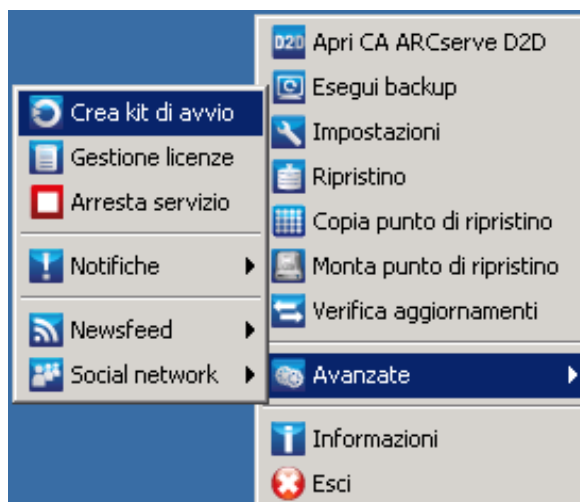 D2D Apri CA ARCserve D2D
Esegui backup
Impostazioni
Ripristino
Copia punto di ripristino
Monta punto di ripristino
Verifica aggiornamenti
Avanzate
Informazioni
Esci
Crea kit di avvio
Gestione licenze
Arresta servizio
Notifiche
Newsfeed
Social network